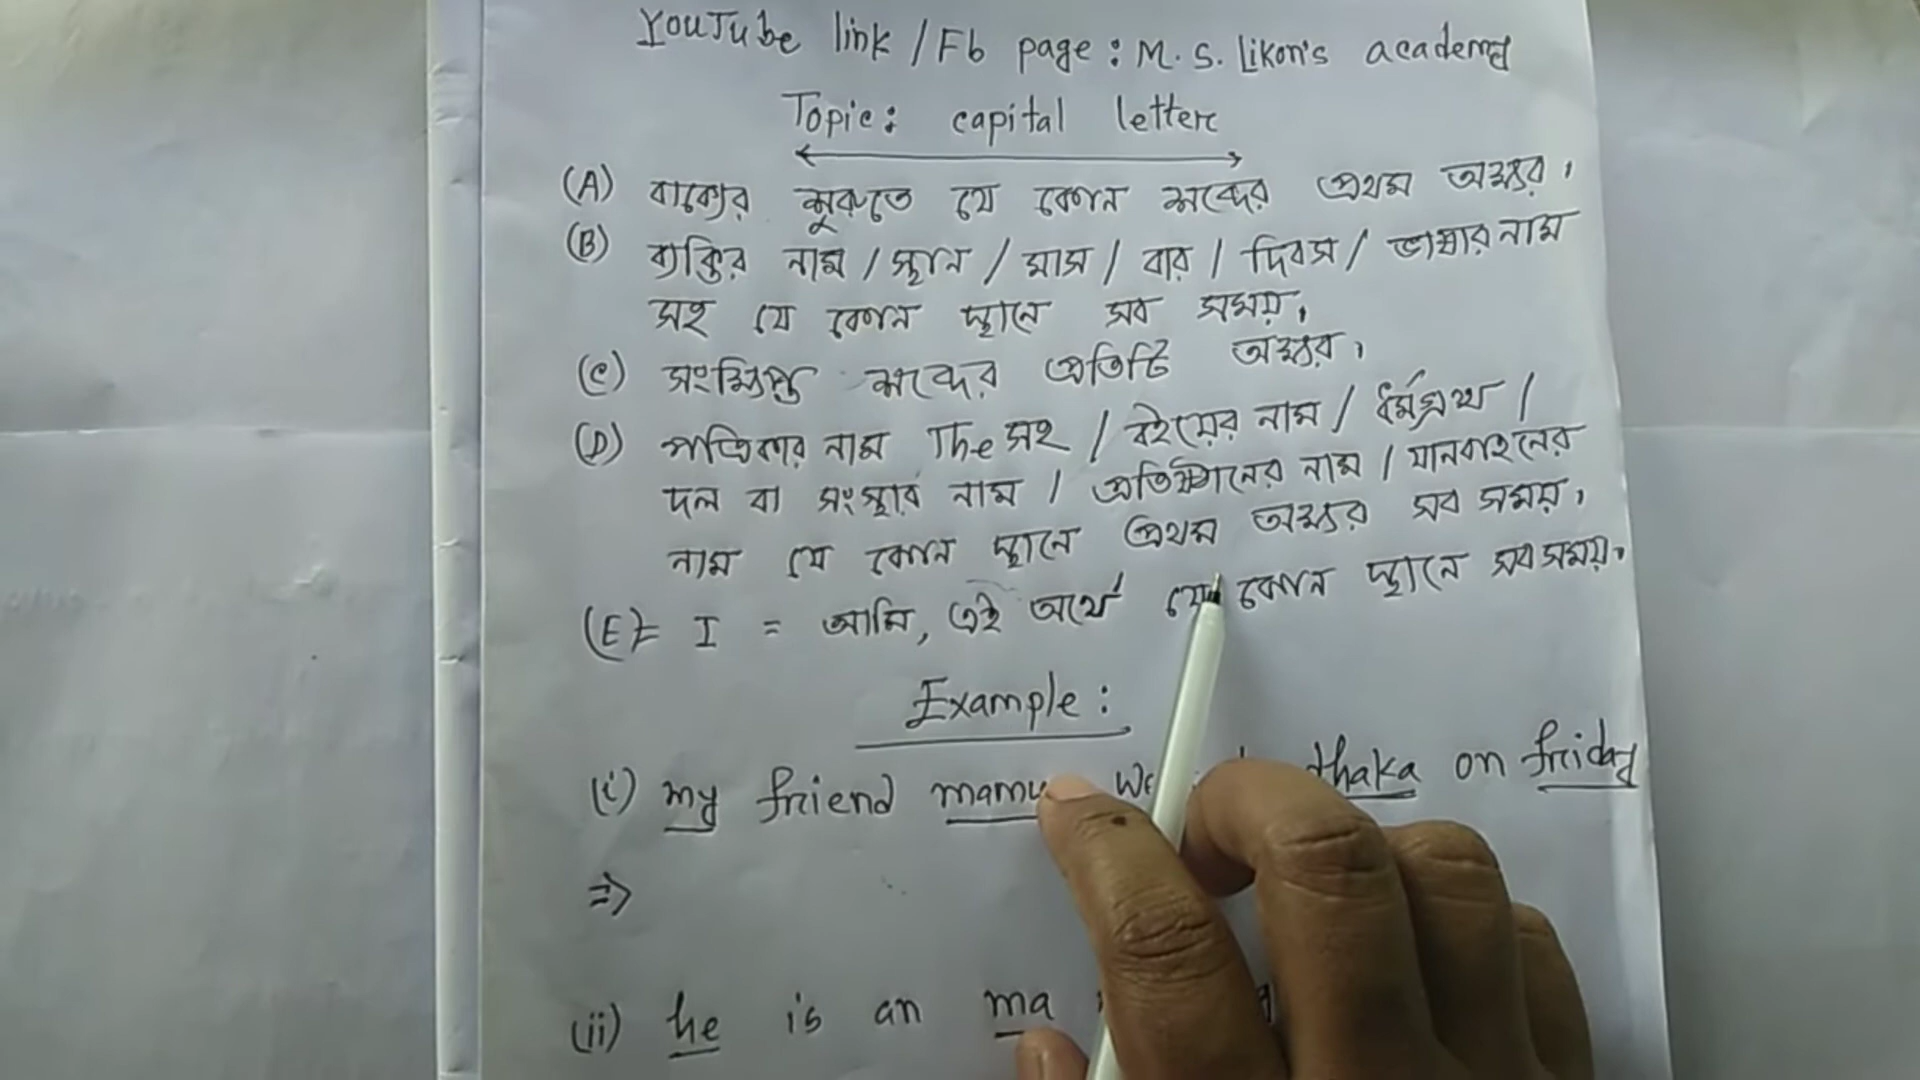 YouTube link / Fb page : M. S. Likon's academy
Topic : capital letter
(A) বাক্যের শুরুতে যে কোন শব্দের প্রথম অক্ষর।
(B) ব্যক্তির নাম / স্থান / মাস / বার / দিবস / ভাষার নাম
সহ যে কোন স্থানে সব সময়।
(C) সংক্ষিপ্ত শব্দের প্রতিটি অক্ষর।
(D) পত্রিকার নাম The সহ / বইয়ের নাম / ধর্মগ্রন্থ /
দল বা সংস্থার নাম / প্রতিষ্ঠানের নাম / যানবাহনের
নাম যে কোন স্থানে প্রথম অক্ষর সব সময়।
(E) = I = আমি, এই অর্থে যে কোন স্থানে সব সময়।
Example :
(i) my friend on friday
⇒
(ii) he is an ma